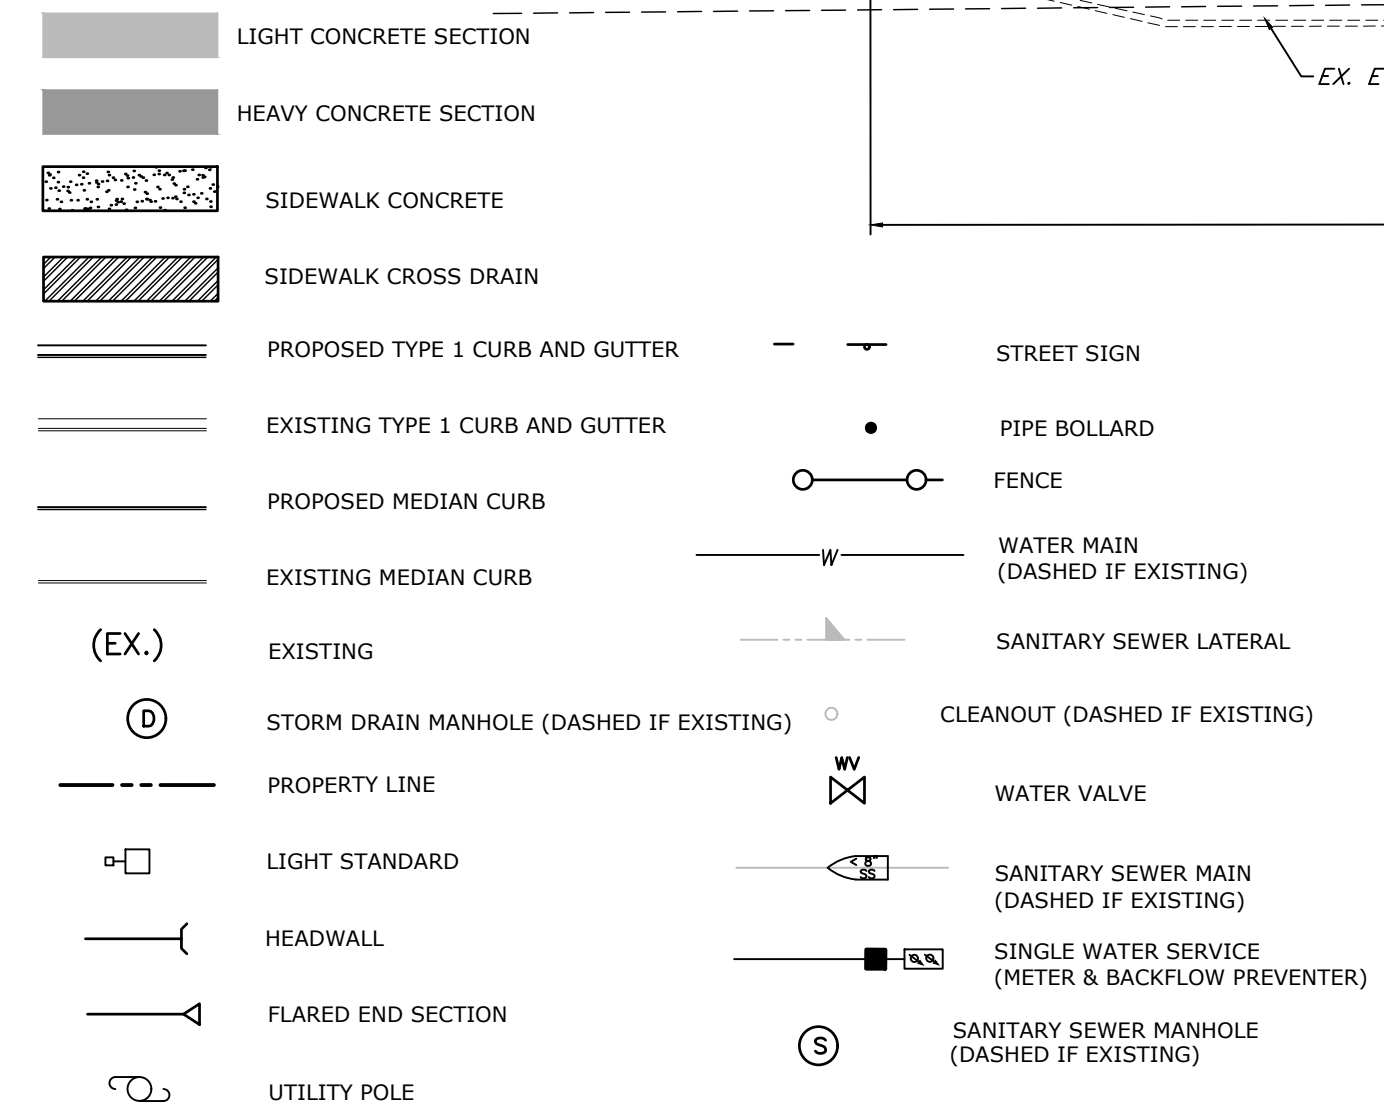 LIGHT CONCRETE SECTION
HEAVY CONCRETE SECTION
SIDEWALK CONCRETE
SIDEWALK CROSS DRAIN
PROPOSED TYPE 1 CURB AND GUTTER
EXISTING TYPE 1 CURB AND GUTTER
PROPOSED MEDIAN CURB
EXISTING MEDIAN CURB
(EX.) EXISTING
D STORM DRAIN MANHOLE (DASHED IF EXISTING)
PROPERTY LINE
LIGHT STANDARD
HEADWALL
FLARED END SECTION
UTILITY POLE
EX. E
STREET SIGN
PIPE BOLLARD
FENCE
W WATER MAIN
(DASHED IF EXISTING)
SANITARY SEWER LATERAL
CLEANOUT (DASHED IF EXISTING)
WV
WATER VALVE
< 8"
SS
SANITARY SEWER MAIN
(DASHED IF EXISTING)
SINGLE WATER SERVICE
(METER & BACKFLOW PREVENTER)
S SANITARY SEWER MANHOLE
(DASHED IF EXISTING)